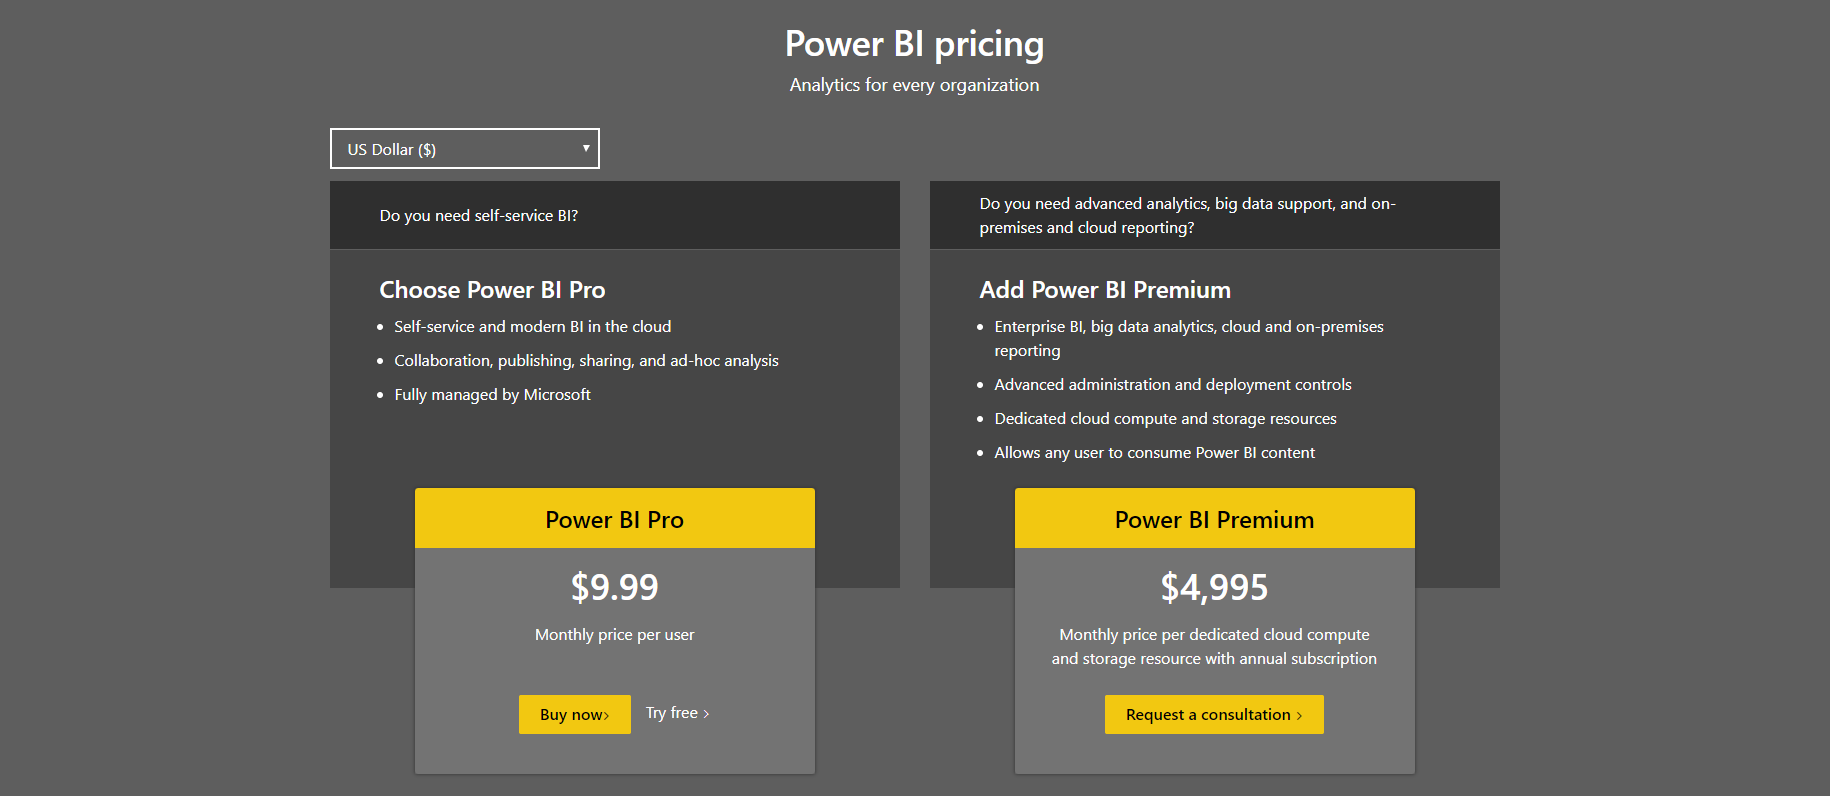 Power BI pricing
Analytics for every organization
US Dollar ($)
Do you need self-service BI?
Choose Power BI Pro
Self-service and modern BI in the cloud
Collaboration, publishing, sharing, and ad-hoc analysis
Fully managed by Microsoft
Power BI Pro
$9.99
Monthly price per user
Buy now›
Try free ›
Do you need advanced analytics, big data support, and on-
premises and cloud reporting?
Add Power BI Premium
Enterprise BI, big data analytics, cloud and on-premises
reporting
Advanced administration and deployment controls
Dedicated cloud compute and storage resources
Allows any user to consume Power BI content
Power BI Premium
$4,995
Monthly price per dedicated cloud compute
and storage resource with annual subscription
Request a consultation ›